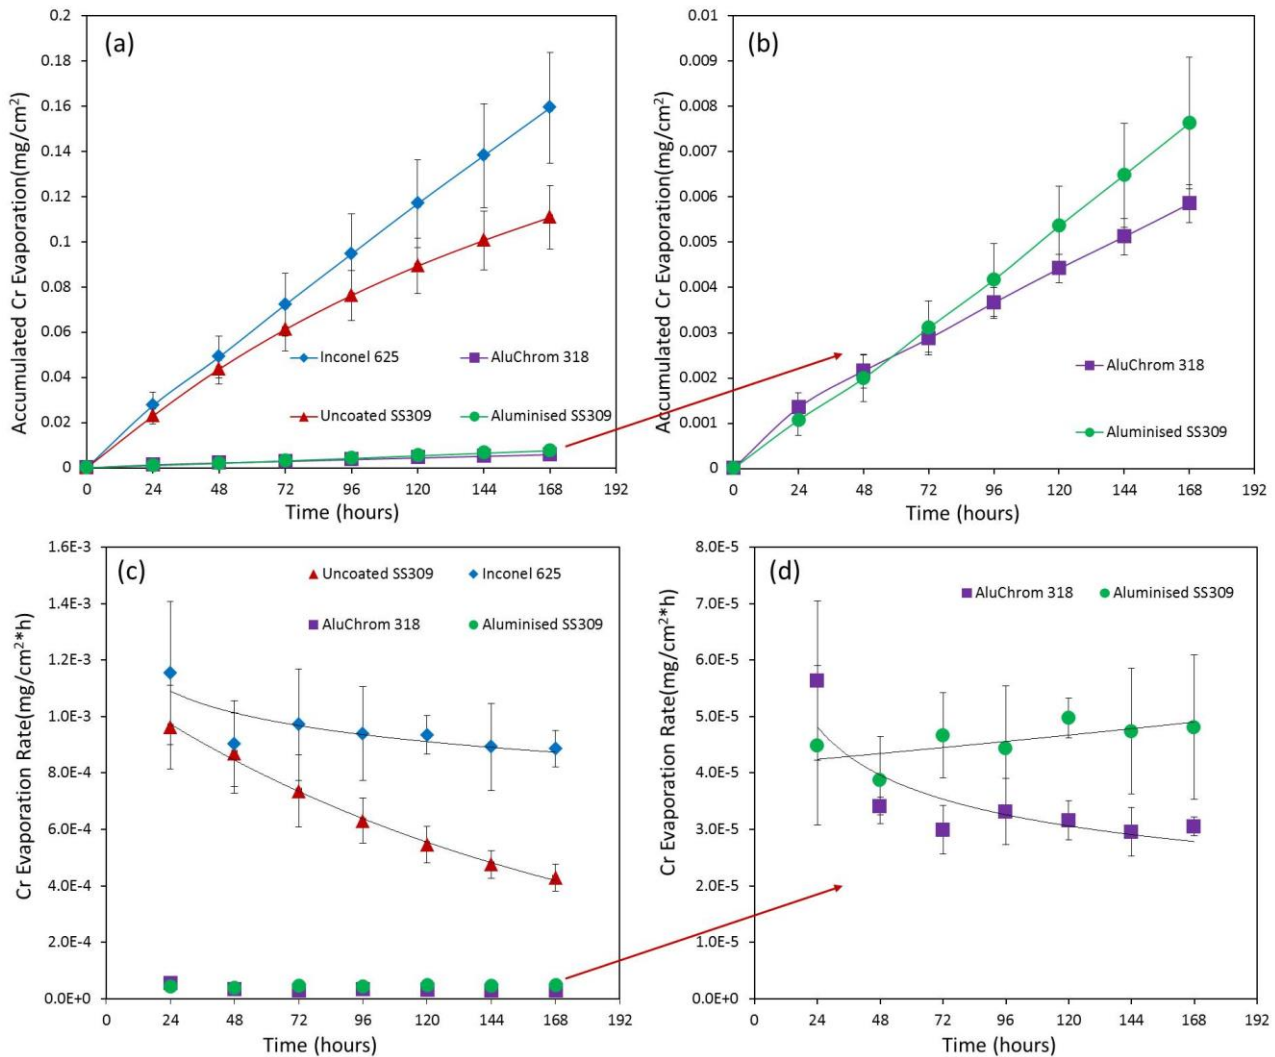 (a)
Accumulated Cr Evaporation(mg/cm²)
0.2
0.18
0.16
0.14
0.12
0.1
0.08
0.06
0.04
0.02
0
Inconel 625 AluChrom 318
Uncoated SS309 Aluminised SS309
0 24 48 72 96 120 144 168 192
Time (hours)
(b)
Accumulated Cr Evaporation(mg/cm²)
0.01
0.009
0.008
0.007
0.006
0.005
0.004
0.003
0.002
0.001
0
AluChrom 318
Aluminised SS309
0 24 48 72 96 120 144 168 192
Time (hours)
(c)
Cr Evaporation Rate(mg/cm²*h)
1.6E-3
1.4E-3
1.2E-3
1.0E-3
8.0E-4
6.0E-4
4.0E-4
2.0E-4
0.0E+0
Uncoated SS309 Inconel 625
AluChrom 318 Aluminised SS309
0 24 48 72 96 120 144 168 192
Time (hours)
(d)
Cr Evaporation Rate(mg/cm²*h)
8.0E-5
7.0E-5
6.0E-5
5.0E-5
4.0E-5
3.0E-5
2.0E-5
1.0E-5
0.0E+0
AluChrom 318 Aluminised SS309
0 24 48 72 96 120 144 168 192
Time (hours)